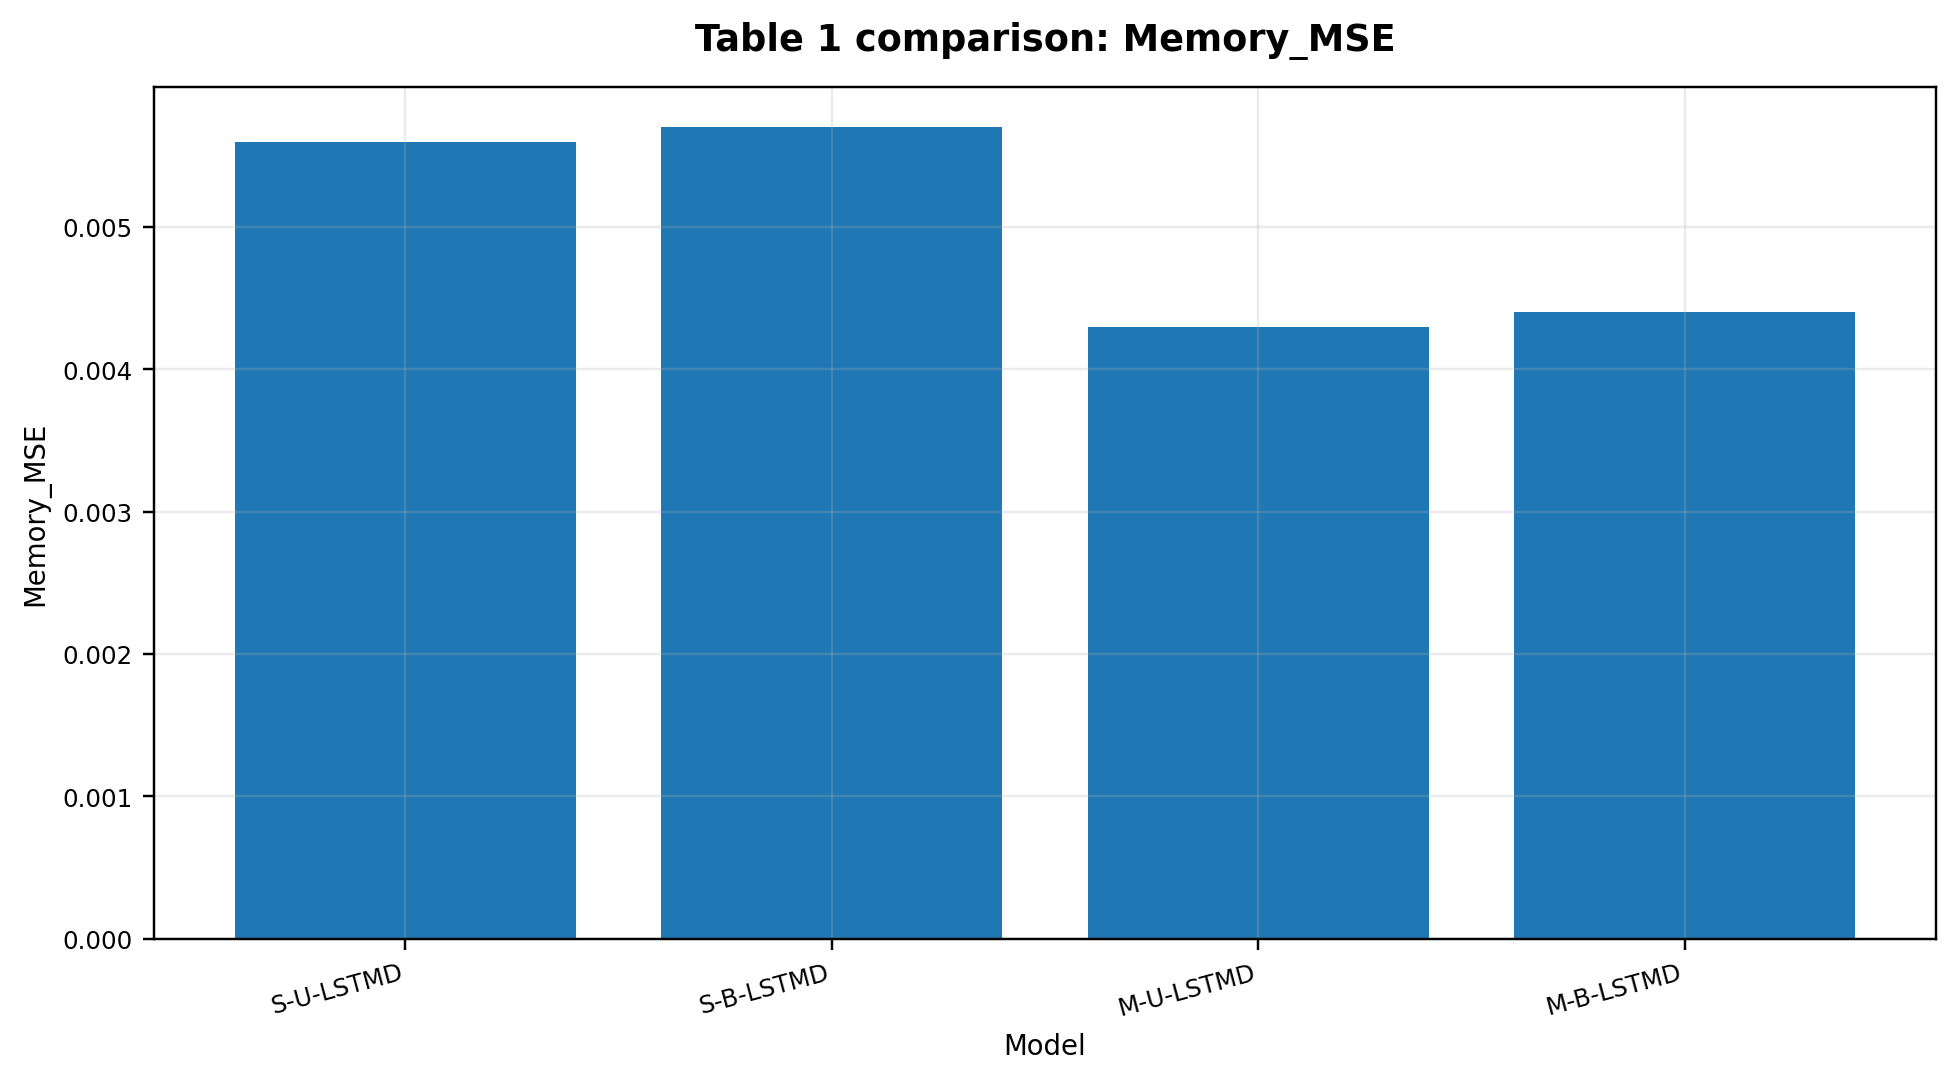 Table 1 comparison: Memory_MSE
Memory_MSE
0.005
0.004
0.003
0.002
0.001
0.000
S-U-LSTMD
S-B-LSTMD
M-U-LSTMD
M-B-LSTMD
Model